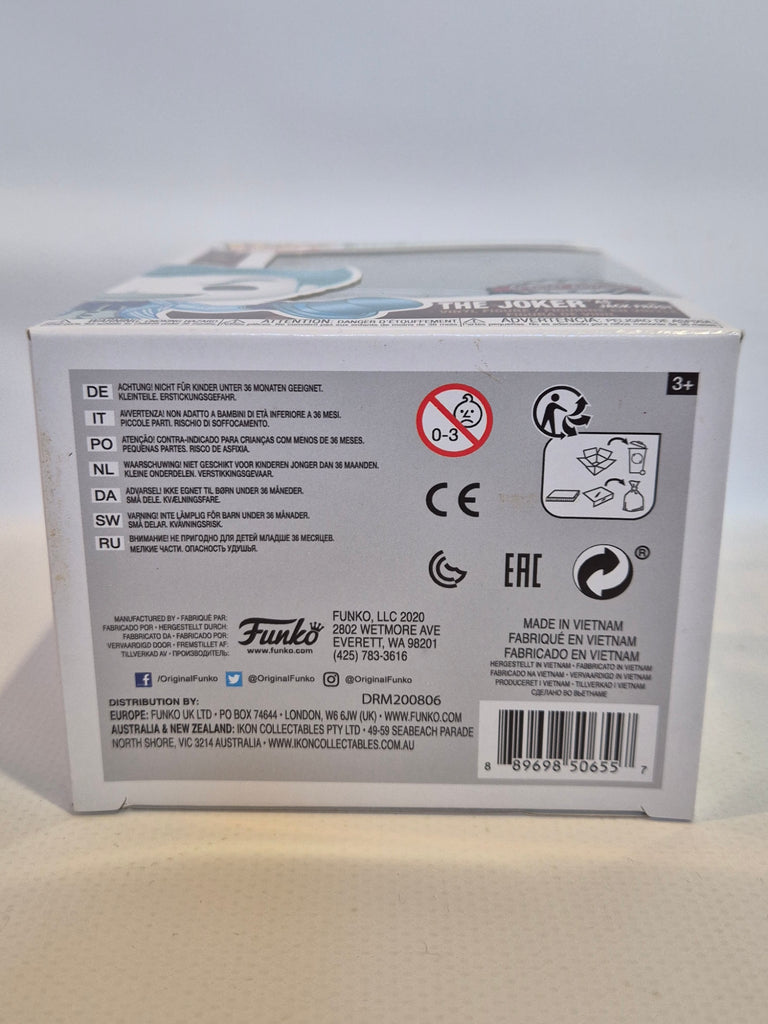 THE JOKER
ATTENTION: DANGER D'ÉTOUFFEMENT.
ADVERTENCIA:
DE ACHTUNG! NICHT FÜR KINDER UNTER 36 MONATEN GEEIGNET.
KLEINTEILE. ERSTICKUNGSGEFAHR.
IT AVVERTENZA! NON ADATTO A BAMBINI DI ETÀ INFERIORE A 36 MESI.
PICCOLE PARTI. RISCHIO DI SOFFOCAMENTO.
PO ATENÇÃO! CONTRA-INDICADO PARA CRIANÇAS COM MENOS DE 36 MESES.
PEQUENAS PARTES. RISCO DE ASFIXIA.
NL WAARSCHUWING! NIET GESCHIKT VOOR KINDEREN JONGER DAN 36 MAANDEN.
KLEINE ONDERDELEN. VERSTIKKINGSGEVAAR.
DA ADVARSEL! IKKE EGNET TIL BØRN UNDER 36 MÅNEDER.
SMÅ DELE. KVÆLNINGSFARE.
SW VARNING! INTE LÄMPLIG FÖR BARN UNDER 36 MÅNADER.
SMÅ DELAR. KVÄVNINGSRISK.
RU ВНИМАНИЕ! НЕ ПРИГОДНО ДЛЯ ДЕТЕЙ МЛАДШЕ 36 МЕСЯЦЕВ.
МЕЛКИЕ ЧАСТИ. ОПАСНОСТЬ УДУШЬЯ.
0-3
3+
CE
EAC
®
MANUFACTURED BY • FABRIQUÉ PAR:
FABRICADO POR • HERGESTELLT DURCH:
FABBRICATO DA • FABRICADO POR:
VERVAARDIGD DOOR • FREMSTILLET AF:
TILLVERKAD AV • ПРОИЗВОДИТЕЛЬ:
Funko
www.funko.com
FUNKO, LLC 2020
2802 WETMORE AVE
EVERETT, WA 98201
(425) 783-3616
MADE IN VIETNAM
FABRIQUÉ EN VIETNAM
FABRICADO EN VIETNAM
HERGESTELLT IN VIETNAM • FABBRICATO IN VIETNAM
FABRICADO NA VIETNAM • VERVAARDIGD IN VIETNAM
PRODUCERET I VIETNAM • TILLVERKAD I VIETNAM
СДЕЛАНО ВО ВЬЕТНАМЕ
/OriginalFunko @OriginalFunko @OriginalFunko
DRM200806
DISTRIBUTION BY:
EUROPE: FUNKO UK LTD • PO BOX 74644 • LONDON, W6 6JW (UK) • WWW.FUNKO.COM
AUSTRALIA & NEW ZEALAND: IKON COLLECTABLES PTY LTD • 49-59 SEABEACH PARADE
NORTH SHORE, VIC 3214 AUSTRALIA • WWW.IKONCOLLECTABLES.COM.AU
8 89698 50655 7